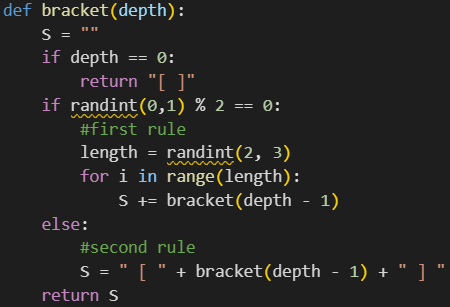 def bracket(depth):
    S = ""
    if depth == 0:
        return "[ ]"
    if randint(0,1) % 2 == 0:
        #first rule
        length = randint(2, 3)
        for i in range(length):
            S += bracket(depth - 1)
    else:
        #second rule
        S = " [ " + bracket(depth - 1) + " ] "
    return S